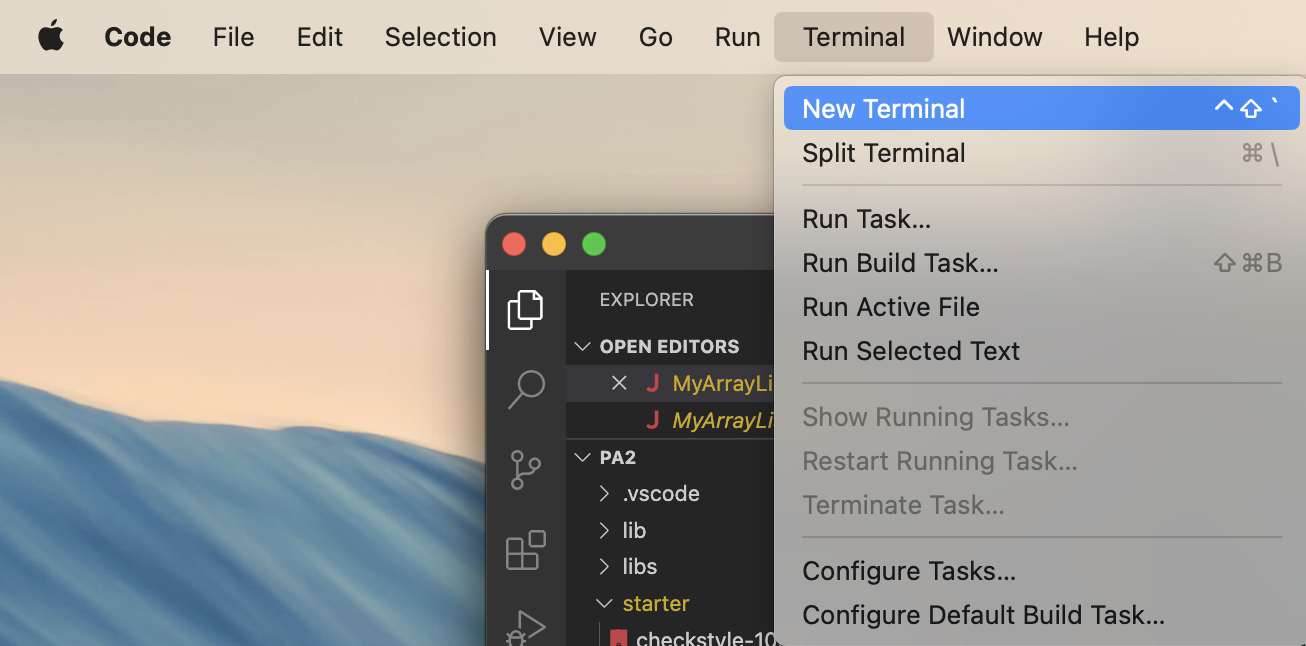 Code File Edit Selection View Go Run Terminal Window Help
New Terminal ^⇧`
Split Terminal ⌘\
Run Task...
Run Build Task... ⇧⌘B
Run Active File
Run Selected Text
Show Running Tasks...
Restart Running Task...
Terminate Task...
Configure Tasks...
Configure Default Build Task...
EXPLORER
OPEN EDITORS
J MyArrayLi
J MyArrayLi
PA2
.vscode
lib
libs
starter
checkstyle-10